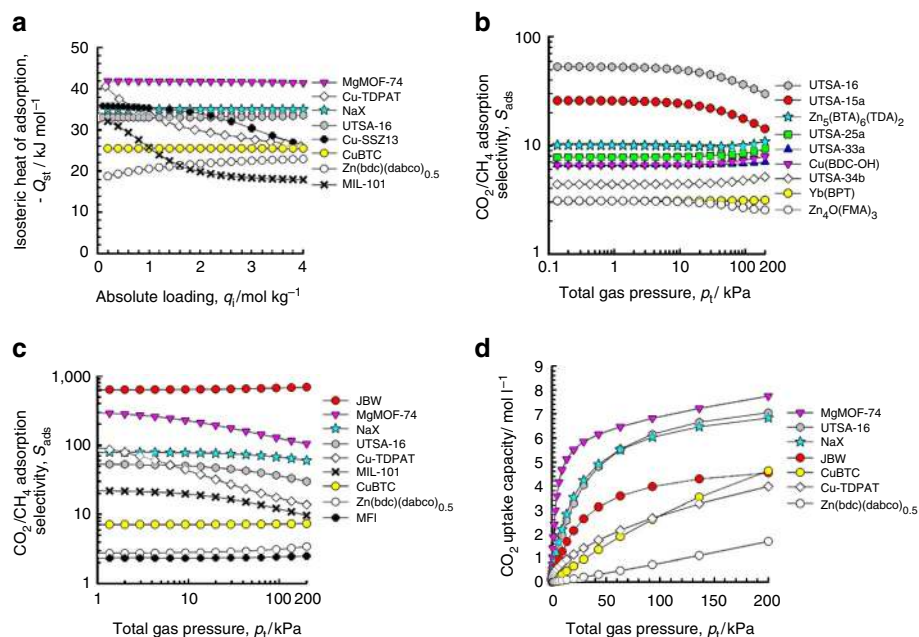 a
Isosteric heat of adsorption,
- Qst / kJ mol–1
50
40
30
20
10
0
0
1
2
3
4
Absolute loading, qi/mol kg–1
MgMOF-74
Cu-TDPAT
NaX
UTSA-16
Cu-SSZ13
CuBTC
Zn(bdc)(dabco)0.5
MIL-101
b
CO2/CH4 adsorption
selectivity, Sads
100
10
1
0.1
1
10
100 200
Total gas pressure, pt/ kPa
UTSA-16
UTSA-15a
Zn5(BTA)6(TDA)2
UTSA-25a
UTSA-33a
Cu(BDC-OH)
UTSA-34b
Yb(BPT)
Zn4O(FMA)3
c
CO2/CH4 adsorption
selectivity, Sads
1,000
100
10
1
1
10
100 200
Total gas pressure, pt/kPa
JBW
MgMOF-74
NaX
UTSA-16
Cu-TDPAT
MIL-101
CuBTC
Zn(bdc)(dabco)0.5
MFI
d
CO2 uptake capacity/ mol l–1
9
8
7
6
5
4
3
2
1
0
0
50
100
150
200
Total gas pressure, pt/ kPa
MgMOF-74
UTSA-16
NaX
JBW
CuBTC
Cu-TDPAT
Zn(bdc)(dabco)0.5